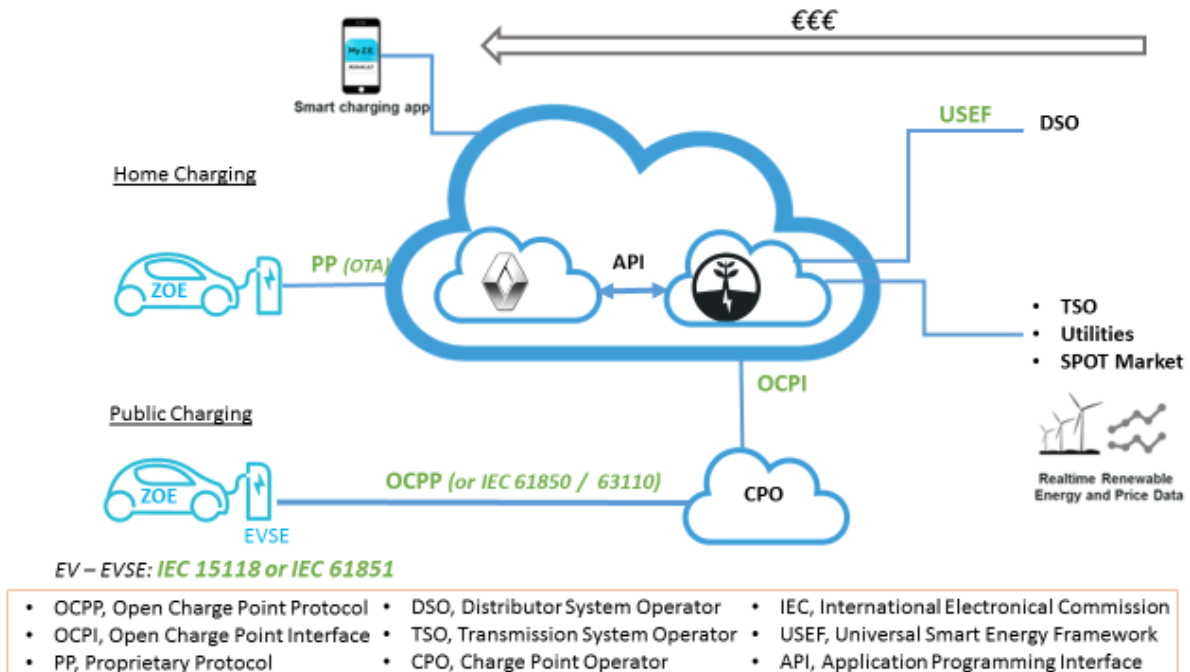 €€€
My Z.E.
RENAULT
Smart charging app
USEF
DSO
Home Charging
PP (OTA)
ZOE
API
TSO
Utilities
SPOT Market
OCPI
Public Charging
Realtime Renewable
Energy and Price Data
OCPP (or IEC 61850 / 63110)
CPO
ZOE
EVSE
EV – EVSE: IEC 15118 or IEC 61851
• OCPP, Open Charge Point Protocol • DSO, Distributor System Operator • IEC, International Electronical Commission
• OCPI, Open Charge Point Interface • TSO, Transmission System Operator • USEF, Universal Smart Energy Framework
• PP, Proprietary Protocol • CPO, Charge Point Operator • API, Application Programming Interface